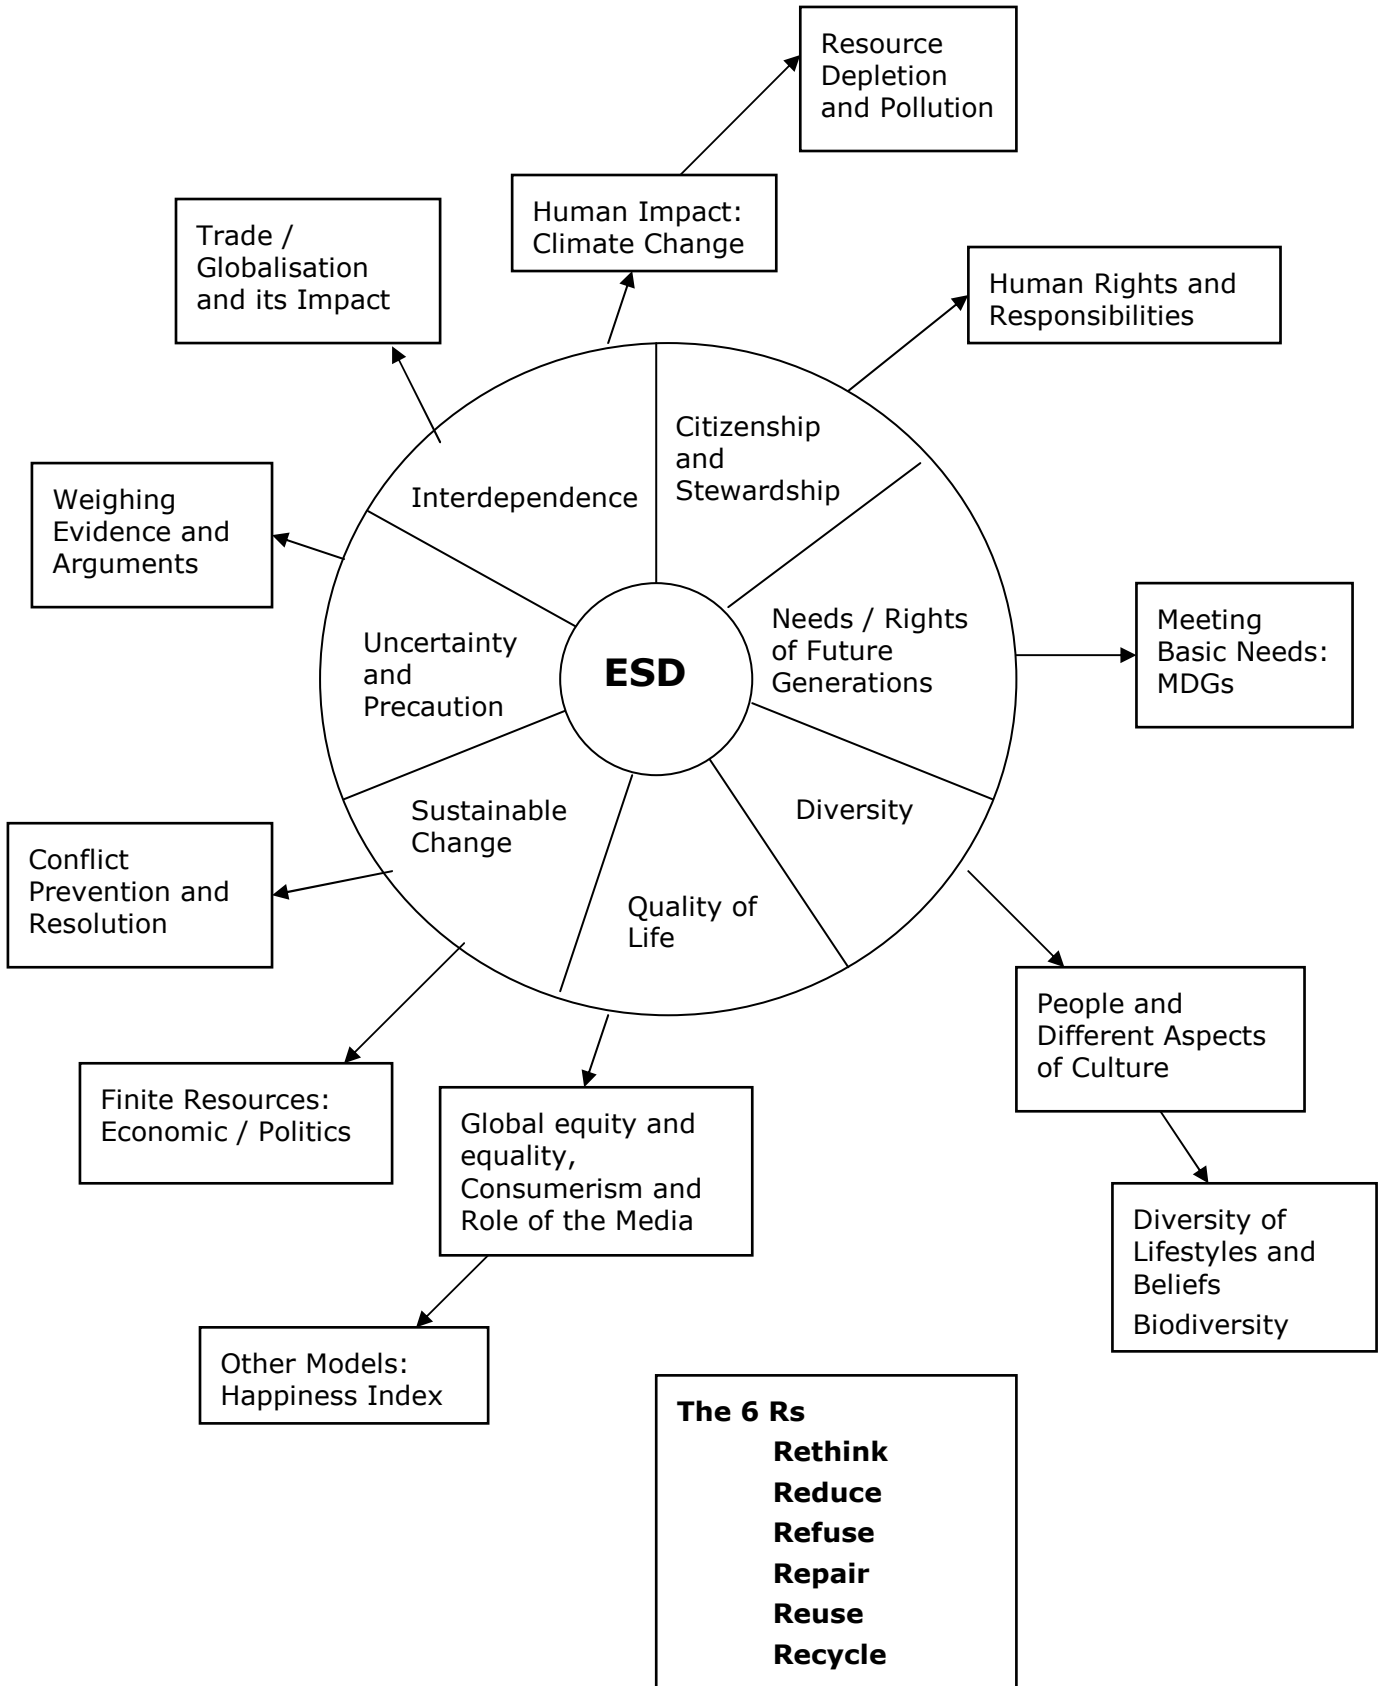 Resource
Depletion
and Pollution
Human Impact:
Climate Change
Trade /
Globalisation
and its Impact
Human Rights and
Responsibilities
Citizenship
and
Stewardship
Interdependence
Weighing
Evidence and
Arguments
Needs / Rights
of Future
Generations
Meeting
Basic Needs:
MDGs
Uncertainty
and
Precaution
ESD
Sustainable
Change
Diversity
Quality of
Life
Conflict
Prevention and
Resolution
People and
Different Aspects
of Culture
Finite Resources:
Economic / Politics
Global equity and
equality,
Consumerism and
Role of the Media
Diversity of
Lifestyles and
Beliefs
Biodiversity
Other Models:
Happiness Index
The 6 Rs
Rethink
Reduce
Refuse
Repair
Reuse
Recycle